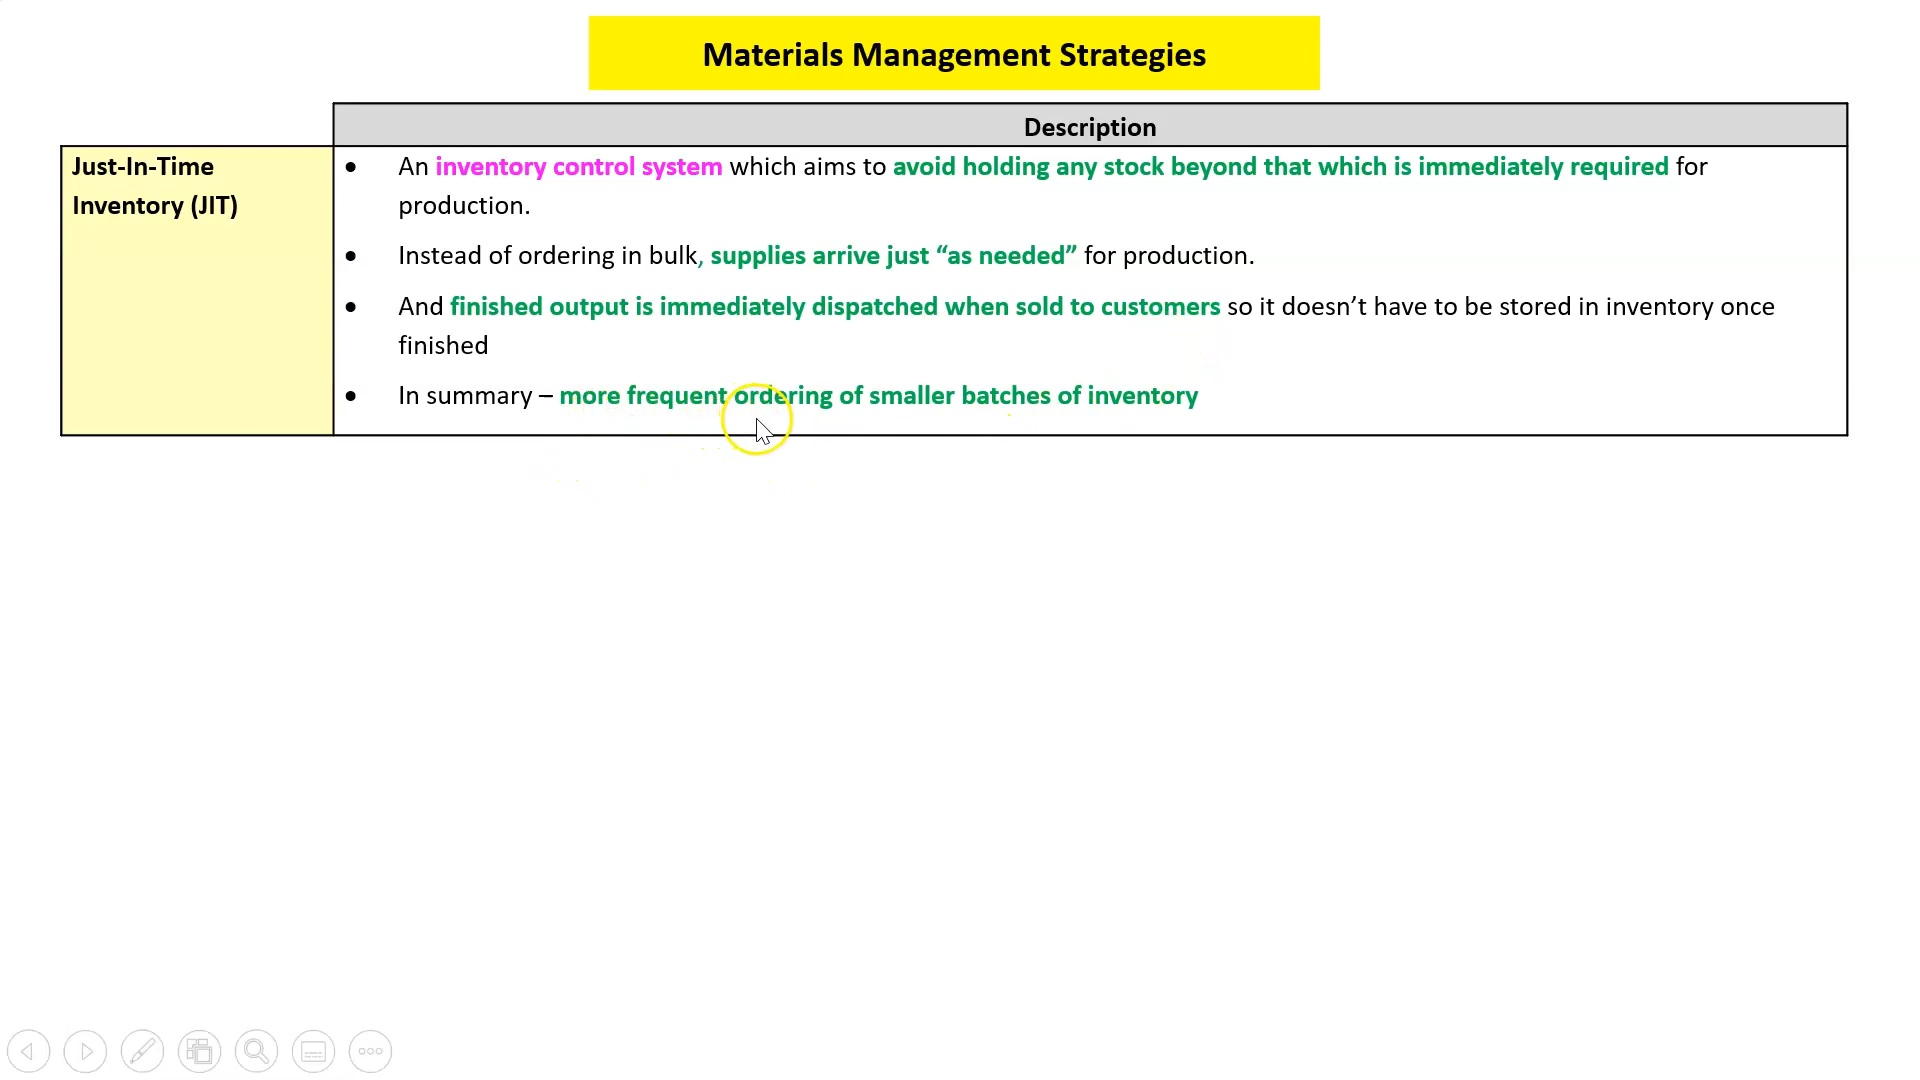 Materials Management Strategies
Description
Just-In-Time
Inventory (JIT)
• An inventory control system which aims to avoid holding any stock beyond that which is immediately required for
production.
• Instead of ordering in bulk, supplies arrive just “as needed” for production.
• And finished output is immediately dispatched when sold to customers so it doesn’t have to be stored in inventory once
finished
• In summary – more frequent ordering of smaller batches of inventory